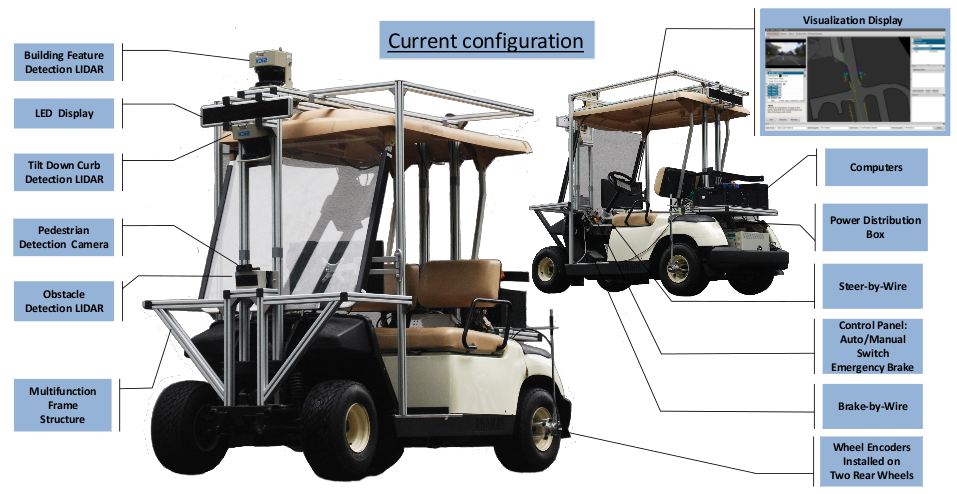 Current configuration
Building Feature
Detection LIDAR
LED Display
Tilt Down Curb
Detection LIDAR
Pedestrian
Detection Camera
Obstacle
Detection LIDAR
Multifunction
Frame
Structure
SICK
SICK
Visualization Display
Computers
Power Distribution
Box
Steer-by-Wire
Control Panel:
Auto/Manual
Switch
Emergency Brake
Brake-by-Wire
Wheel Encoders
Installed on
Two Rear Wheels